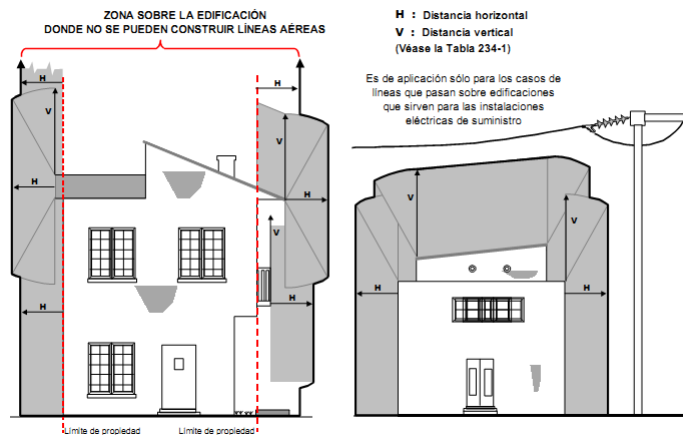 ZONA SOBRE LA EDIFICACIÓN
DONDE NO SE PUEDEN CONSTRUIR LÍNEAS AÉREAS
H : Distancia horizontal
V : Distancia vertical
(Véase la Tabla 234-1)
Es de aplicación sólo para los casos de
líneas que pasan sobre edificaciones
que sirven para las instalaciones
eléctricas de suministro
H
H
V
V
H
H
V
H
H
V
V
H
H
Límite de propiedad
Límite de propiedad